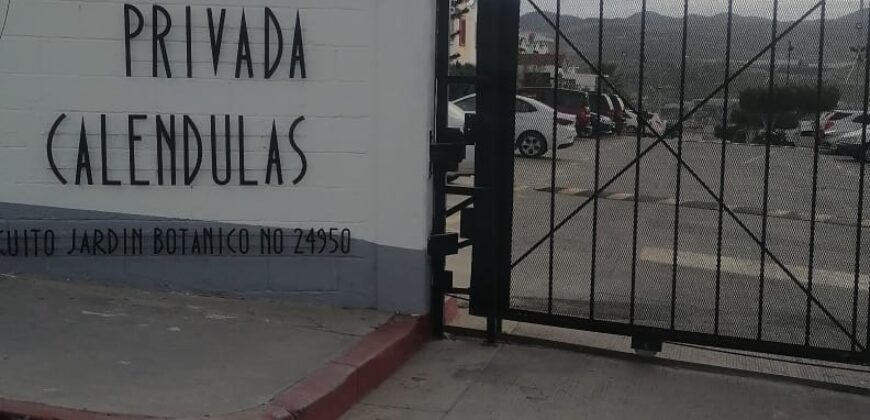 PRIVADA
CALENDULAS
CUITO JARDIN BOTANICO NO 24950